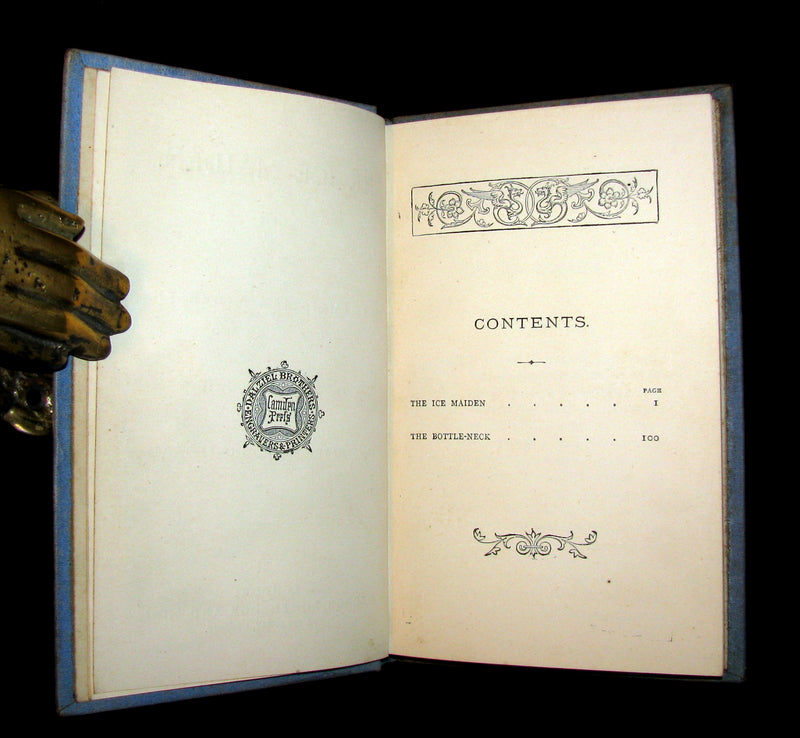 DALZIEL BROTHERS
ENGRAVERS & PRINTERS
Camden
Press
CONTENTS.
PAGE
THE ICE MAIDEN . . . . . 1
THE BOTTLE-NECK . . . . . 100